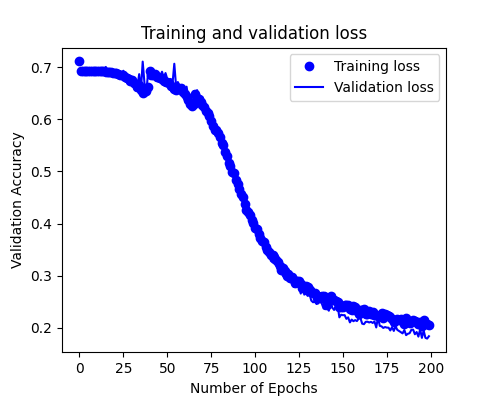 Training and validation loss
Training loss
Validation loss
Validation Accuracy
0.7
0.6
0.5
0.4
0.3
0.2
0 25 50 75 100 125 150 175 200
Number of Epochs